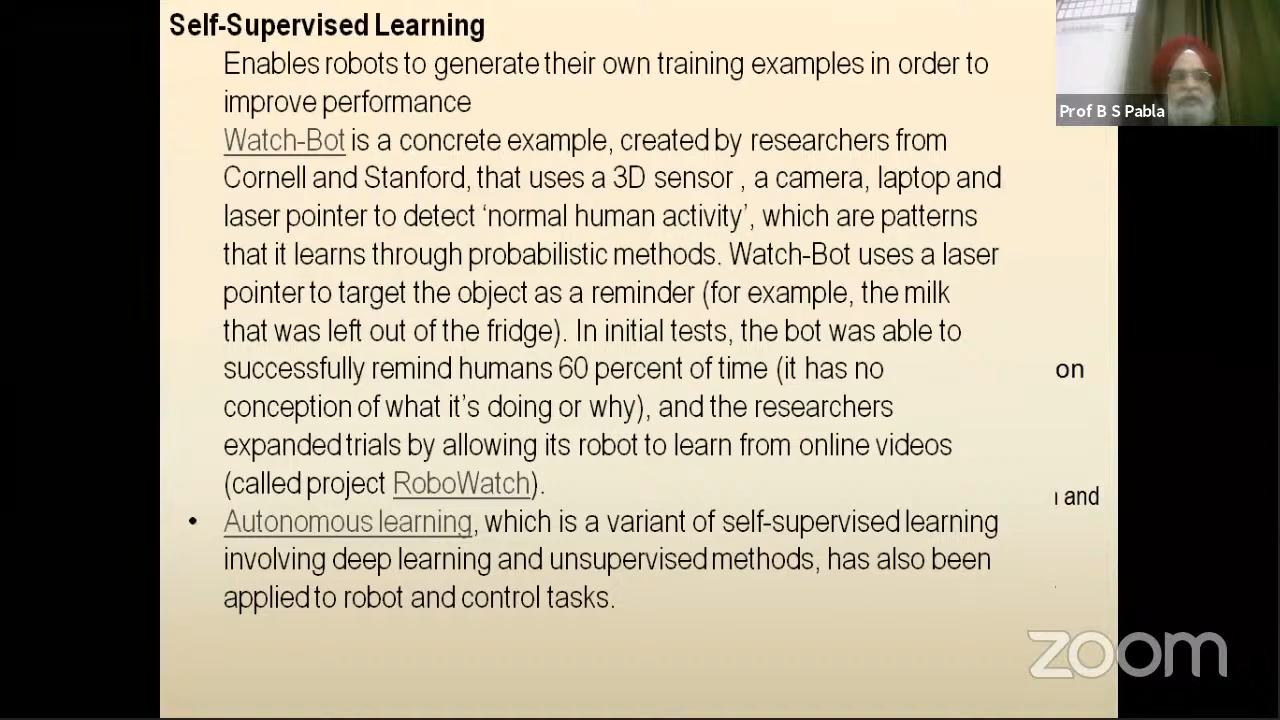 Self-Supervised Learning
Enables robots to generate their own training examples in order to
improve performance
Watch-Bot is a concrete example, created by researchers from
Cornell and Stanford, that uses a 3D sensor , a camera, laptop and
laser pointer to detect ‘normal human activity’, which are patterns
that it learns through probabilistic methods. Watch-Bot uses a laser
pointer to target the object as a reminder (for example, the milk
that was left out of the fridge). In initial tests, the bot was able to
successfully remind humans 60 percent of time (it has no
conception of what it’s doing or why), and the researchers
expanded trials by allowing its robot to learn from online videos
(called project RoboWatch).
• Autonomous learning, which is a variant of self-supervised learning
involving deep learning and unsupervised methods, has also been
applied to robot and control tasks.
Prof B S Pabla
on
and
zoom